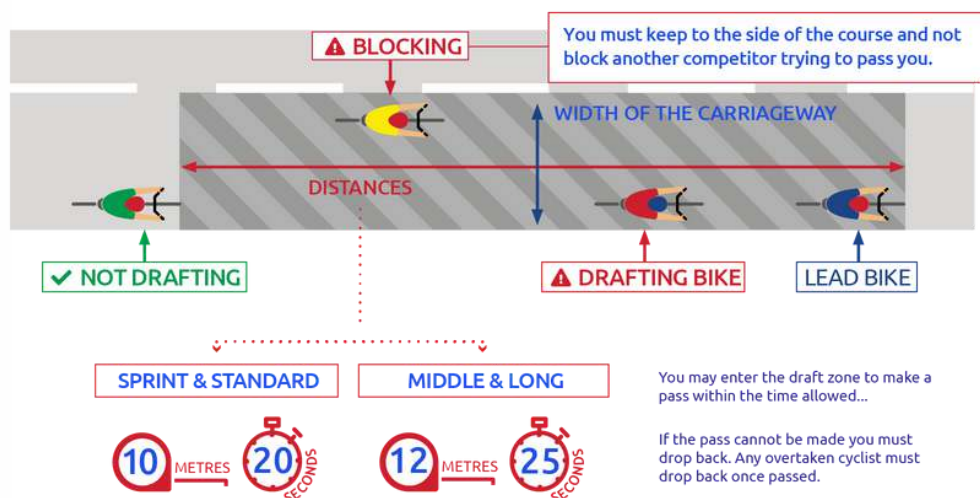 BLOCKING
You must keep to the side of the course and not
block another competitor trying to pass you.
WIDTH OF THE CARRIAGEWAY
DISTANCES
NOT DRAFTING
DRAFTING BIKE
LEAD BIKE
SPRINT & STANDARD
10 METRES 20 SECONDS
MIDDLE & LONG
12 METRES 25 SECONDS
You may enter the draft zone to make a
pass within the time allowed...
If the pass cannot be made you must
drop back. Any overtaken cyclist must
drop back once passed.